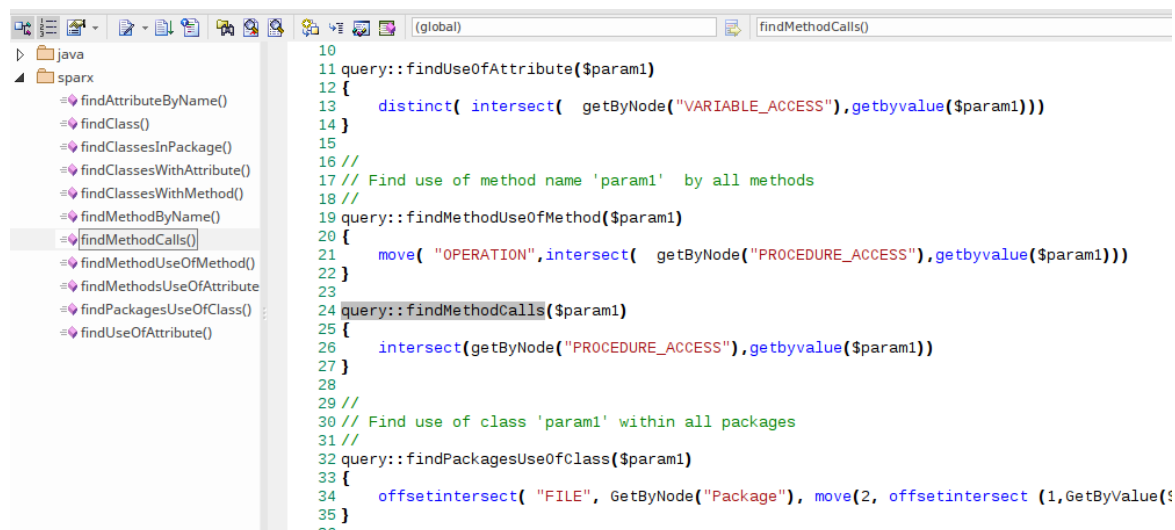 (global)
findMethodCalls()
java
sparx
findAttributeByName()
findClass()
findClassesInPackage()
findClassesWithAttribute()
findClassesWithMethod()
findMethodByName()
findMethodCalls()
findMethodUseOfMethod()
findMethodsUseOfAttribute
findPackagesUseOfClass()
findUseOfAttribute()
10
11 query::findUseOfAttribute($param1)
12 {
13 distinct( intersect( getByNode("VARIABLE_ACCESS"),getbyvalue($param1)))
14 }
15
16 //
17 // Find use of method name 'param1' by all methods
18 //
19 query::findMethodUseOfMethod($param1)
20 {
21 move( "OPERATION",intersect( getByNode("PROCEDURE_ACCESS"),getbyvalue($param1)))
22 }
23
24 query::findMethodCalls($param1)
25 {
26 intersect(getByNode("PROCEDURE_ACCESS"),getbyvalue($param1))
27 }
28
29 //
30 // Find use of class 'param1' within all packages
31 //
32 query::findPackagesUseOfClass($param1)
33 {
34 offsetintersect( "FILE", GetByNode("Package"), move(2, offsetintersect (1,GetByValue($
35 }